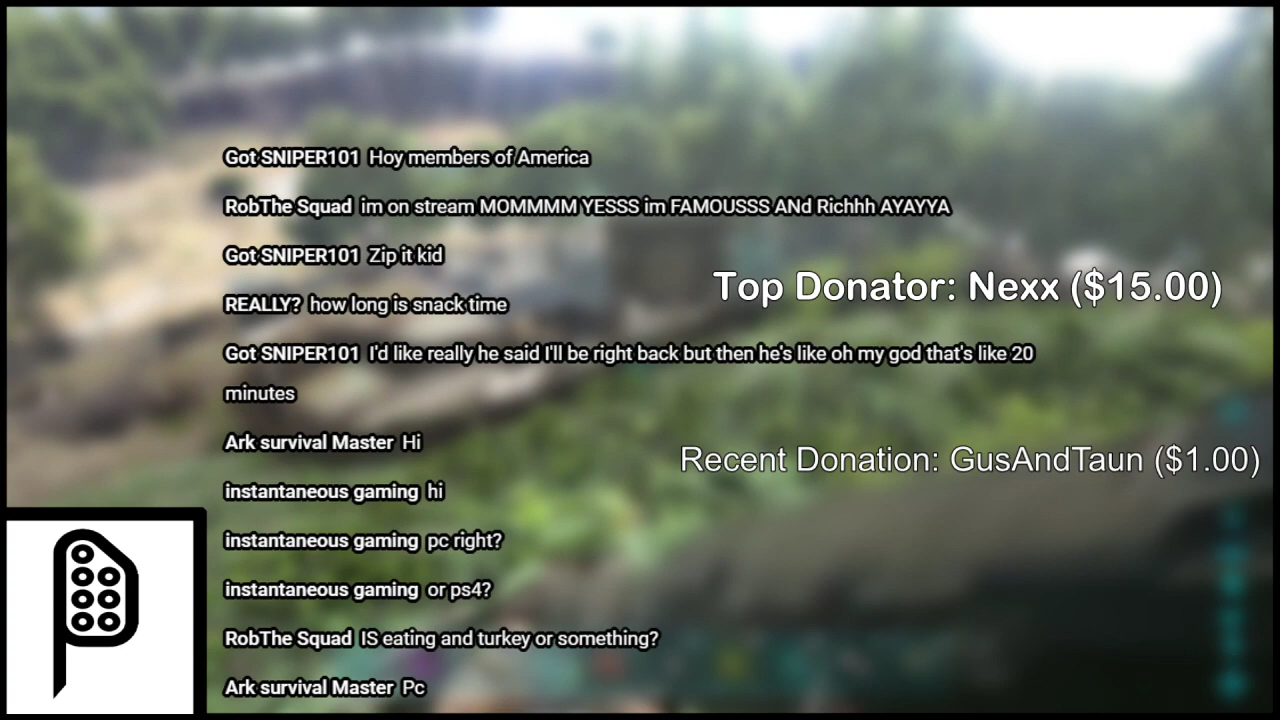 Got SNIPER101 Hoy members of America
RobThe Squad im on stream MOMMMM YESSS im FAMOUSSS ANd Richhh AYAYYA
Got SNIPER101 Zip it kid
Top Donator: Nexx ($15.00)
REALLY? how long is snack time
Got SNIPER101 I'd like really he said I'll be right back but then he's like oh my god that's like 20
minutes
Ark survival Master Hi
Recent Donation: GusAndTaun ($1.00)
instantaneous gaming hi
instantaneous gaming pc right?
instantaneous gaming or ps4?
RobThe Squad IS eating and turkey or something?
Ark survival Master Pc